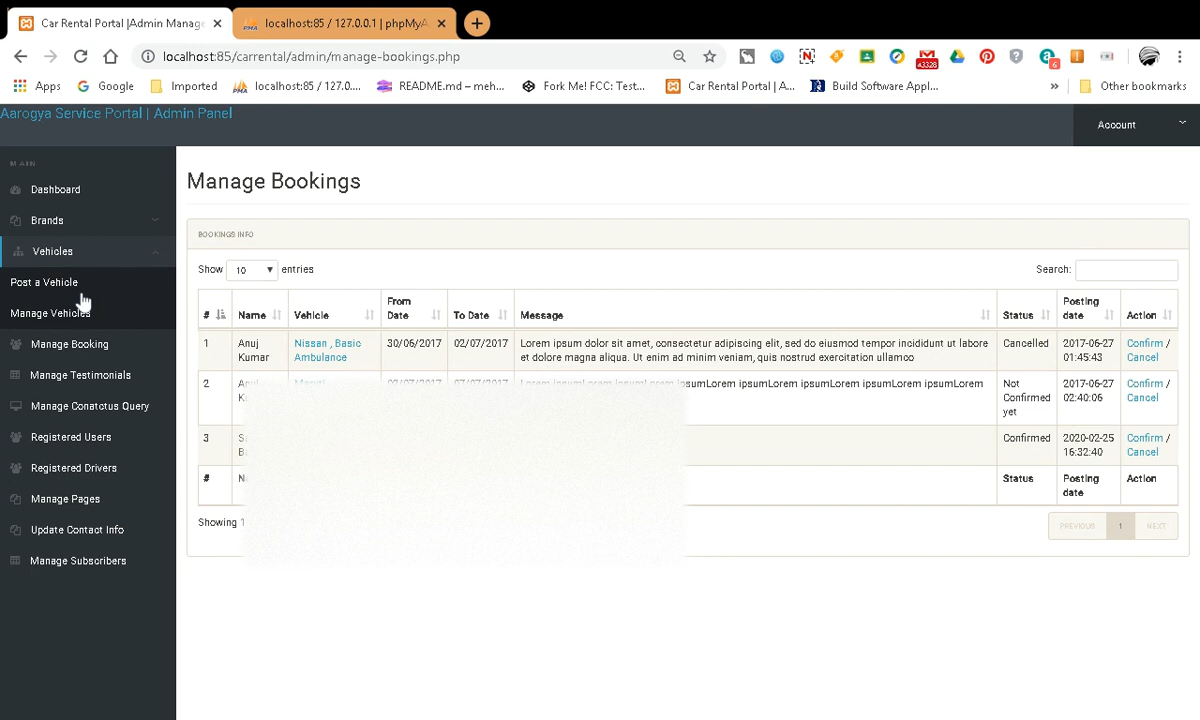 Car Rental Portal |Admin Manage
localhost:85 / 127.0.0.1 | phpMyA
localhost:85/carrental/admin/manage-bookings.php
43328
6
Apps
Google
Imported
localhost:85 / 127.0....
README.md – meh...
Fork Me! FCC: Test...
Car Rental Portal | A...
Build Software Appl...
Other bookmarks
Aarogya Service Portal | Admin Panel
Account
MAIN
Dashboard
Brands
Vehicles
Post a Vehicle
Manage Vehicles
Manage Booking
Manage Testimonials
Manage Conatctus Query
Registered Users
Registered Drivers
Manage Pages
Update Contact Info
Manage Subscribers
Manage Bookings
BOOKINGS INFO
Show 10 entries
Search:
# Name Vehicle From Date To Date Message Status Posting date Action
1
Anuj
Kumar
Nissan , Basic
Ambulance
30/06/2017
02/07/2017
Lorem ipsum dolor sit amet, consectetur adipiscing elit, sed do eiusmod tempor incididunt ut labore
et dolore magna aliqua. Ut enim ad minim veniam, quis nostrud exercitation ullamco
Cancelled
2017-06-27
01:45:43
Confirm /
Cancel
2
ipsumLorem ipsumLorem ipsumLorem ipsumLorem ipsumLorem
Not
Confirmed
yet
2017-06-27
02:40:06
Confirm /
Cancel
3
Confirmed
2020-02-25
16:32:40
Confirm /
Cancel
#
Status
Posting
date
Action
Showing 1
PREVIOUS
1
NEXT